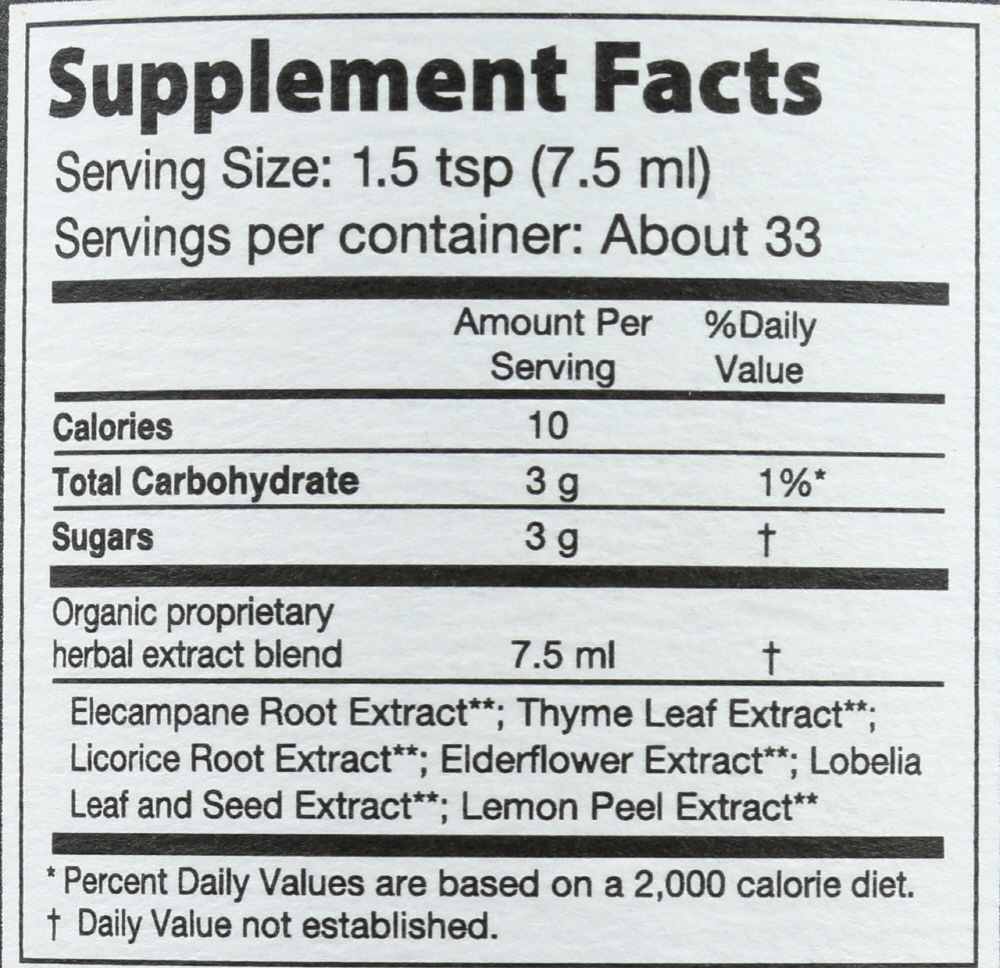 Supplement Facts
Serving Size: 1.5 tsp (7.5 ml)
Servings per container: About 33
Amount Per %Daily
Serving Value
Calories 10
Total Carbohydrate 3 g 1%*
Sugars 3 g †
Organic proprietary
herbal extract blend 7.5 ml †
Elecampane Root Extract**; Thyme Leaf Extract**;
Licorice Root Extract**; Elderflower Extract**; Lobelia
Leaf and Seed Extract**; Lemon Peel Extract**
* Percent Daily Values are based on a 2,000 calorie diet.
† Daily Value not established.